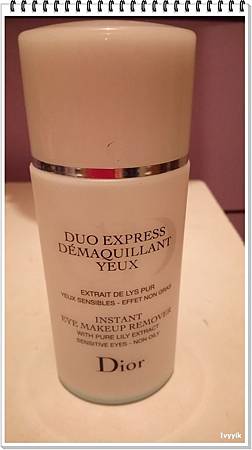 DUO EXPRESS
DÉMAQUILLANT
YEUX
EXTRAIT DE LYS PUR
YEUX SENSIBLES - EFFET NON GRAS
INSTANT
EYE MAKEUP REMOVER
WITH PURE LILY EXTRACT
SENSITIVE EYES - NON OILY
Dior
Ivyyik